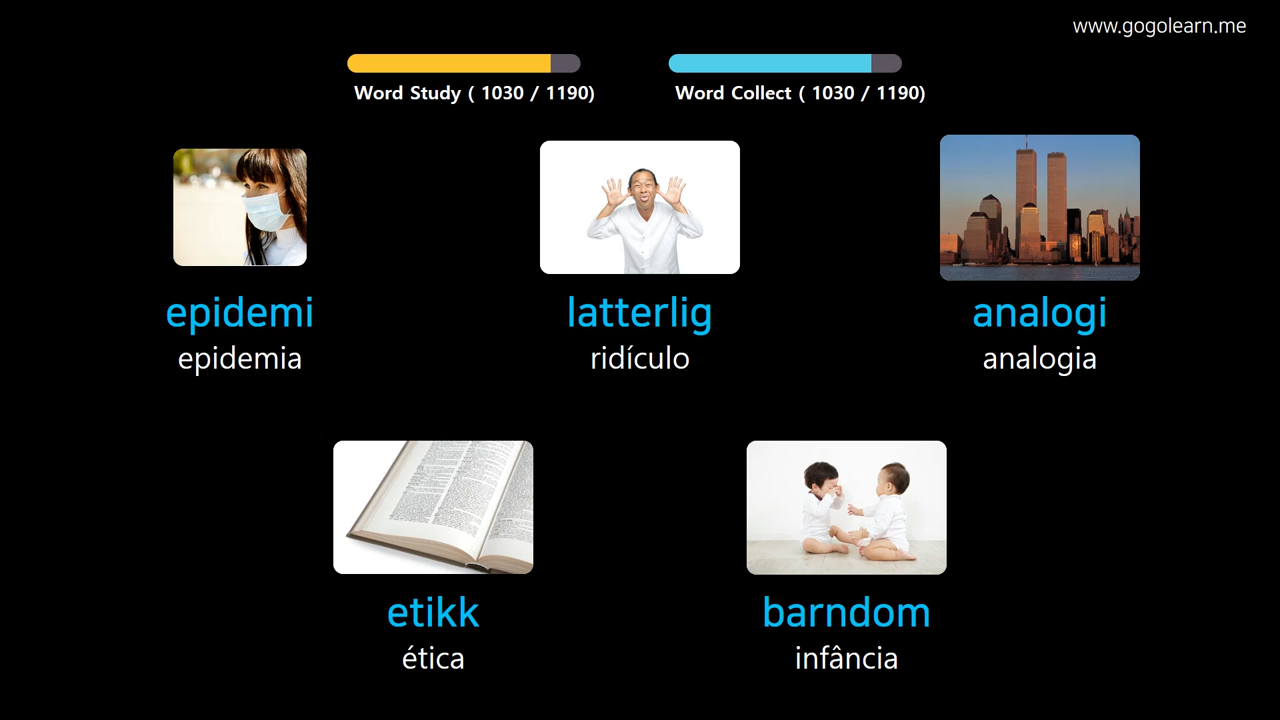 www.gogolearn.me
Word Study ( 1030 / 1190)
Word Collect ( 1030 / 1190)
epidemi
epidemia
latterlig
ridículo
analogi
analogia
etikk
ética
barndom
infância